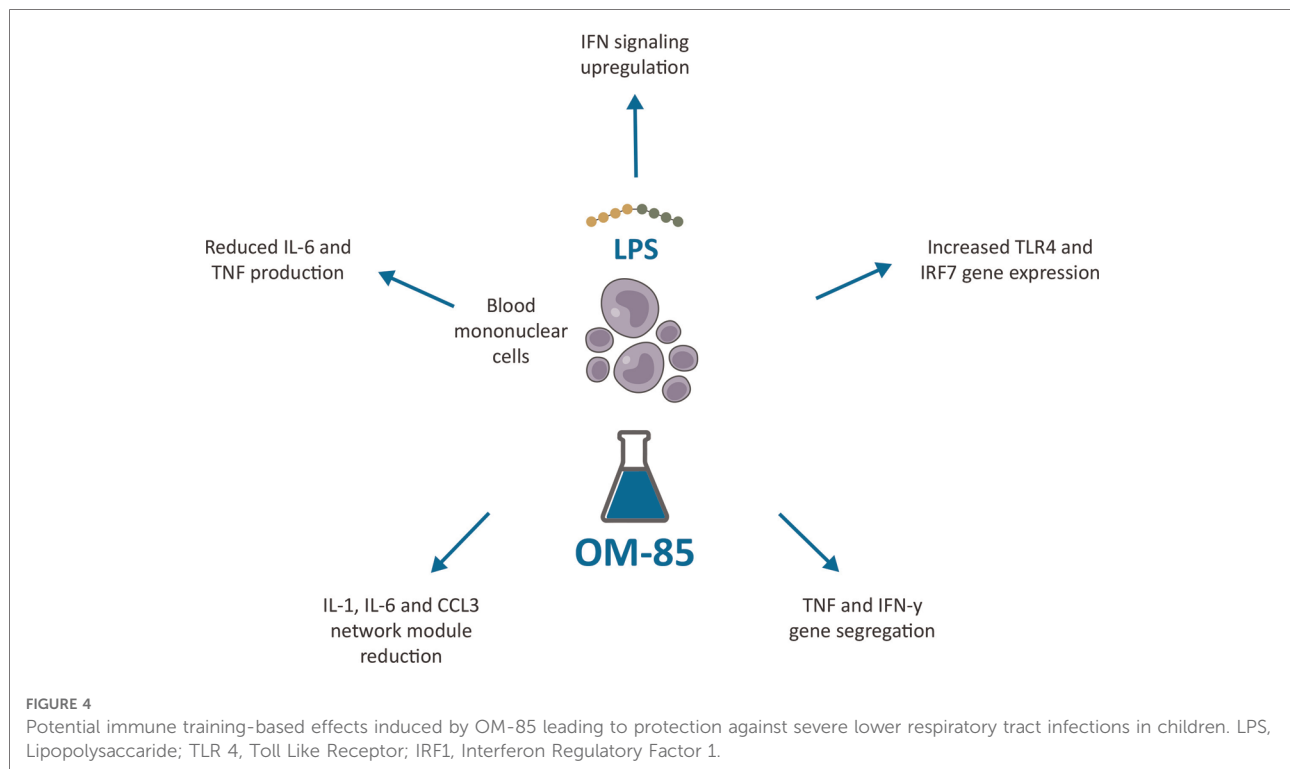 IFN signaling
upregulation
LPS
Reduced IL-6 and
TNF production
Increased TLR4 and
IRF7 gene expression
Blood
mononuclear
cells
OM-85
IL-1, IL-6 and CCL3
network module
reduction
TNF and IFN-y
gene segregation
FIGURE 4
Potential immune training-based effects induced by OM-85 leading to protection against severe lower respiratory tract infections in children. LPS,
Lipopolysaccaride; TLR 4, Toll Like Receptor; IRF1, Interferon Regulatory Factor 1.